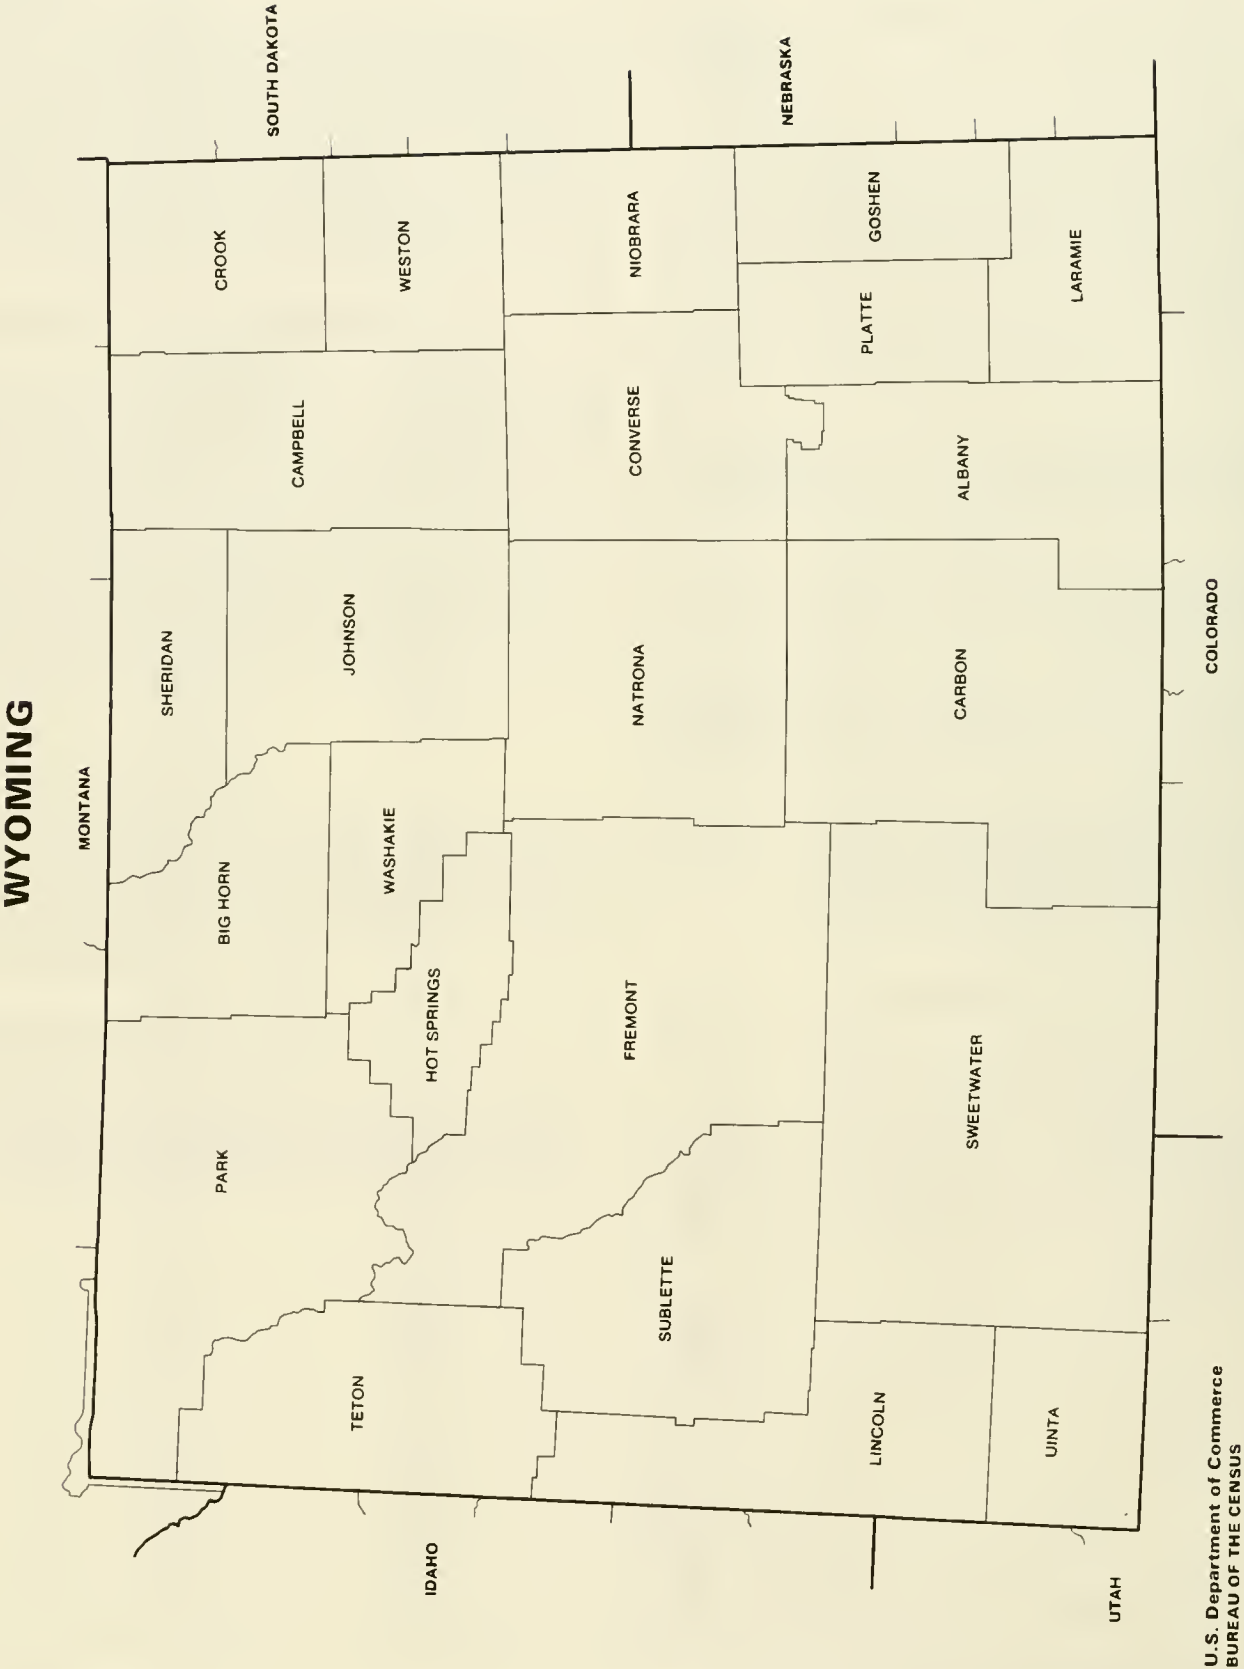 WYOMING
MONTANA
SOUTH DAKOTA
NEBRASKA
IDAHO
UTAH
COLORADO
PARK
BIG HORN
SHERIDAN
CAMPBELL
CROOK
TETON
HOT SPRINGS
WASHAKIE
JOHNSON
WESTON
SUBLETTE
FREMONT
NATRONA
CONVERSE
NIOBRARA
LINCOLN
UINTA
SWEETWATER
CARBON
ALBANY
PLATTE
GOSHEN
LARAMIE
U.S. Department of Commerce
BUREAU OF THE CENSUS